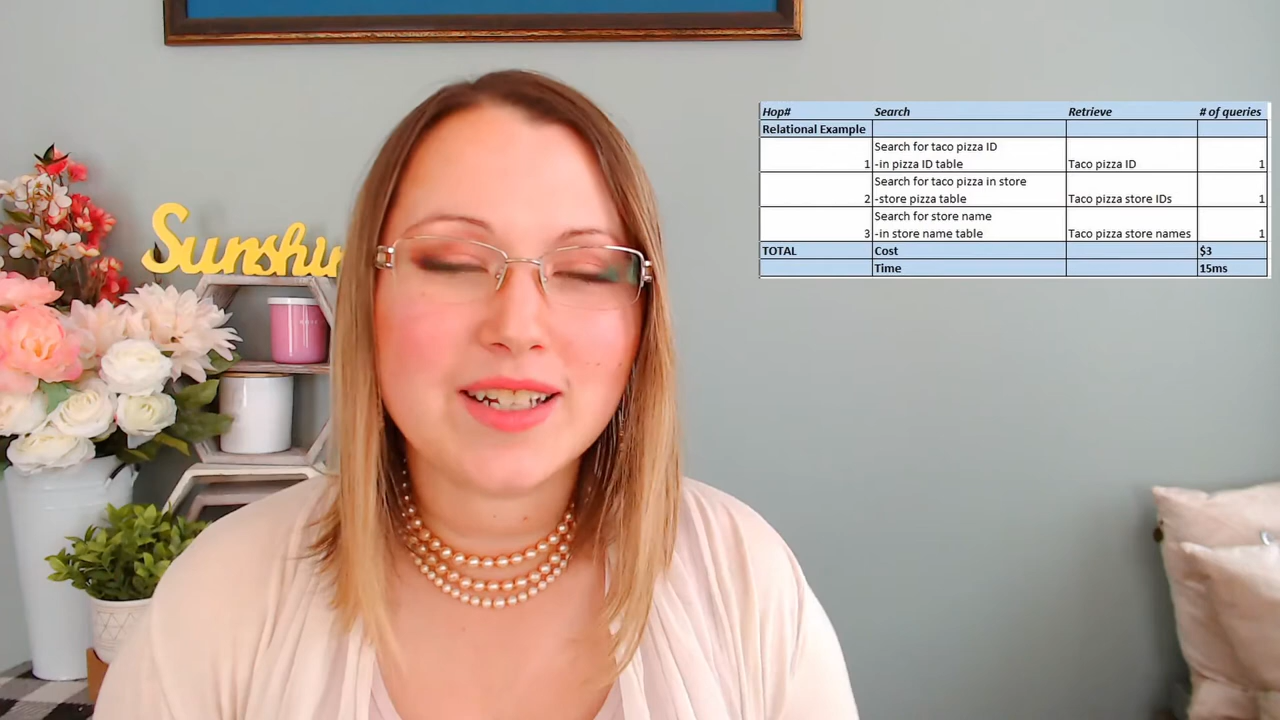 Sunshin
Hop# Search Retrieve # of queries
Relational Example
Search for taco pizza ID
1 -in pizza ID table Taco pizza ID 1
Search for taco pizza in store
2 -store pizza table Taco pizza store IDs 1
Search for store name
3 -in store name table Taco pizza store names 1
TOTAL Cost $3
Time 15ms